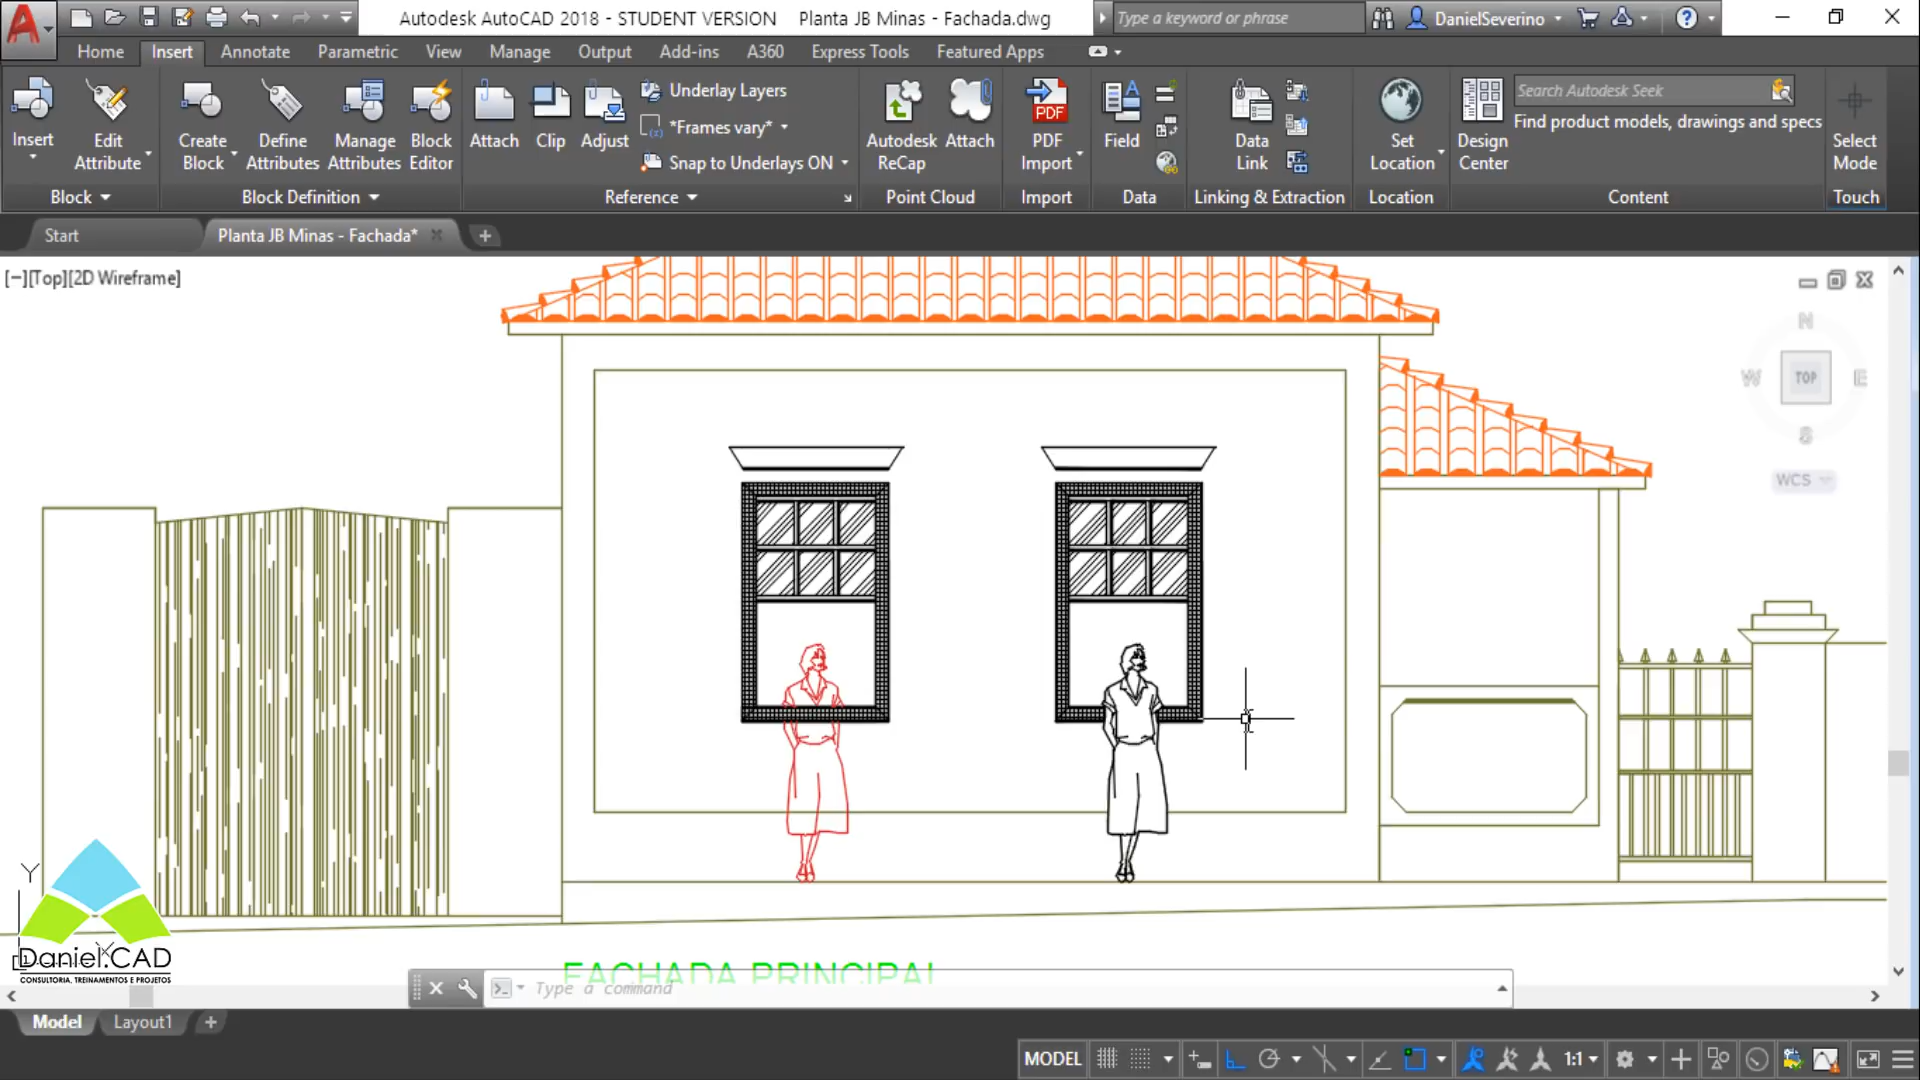 Autodesk AutoCAD 2018 - STUDENT VERSION Planta JB Minas - Fachada.dwg
Type a keyword or phrase
DanielSeverino
Home Insert Annotate Parametric View Manage Output Add-ins A360 Express Tools Featured Apps
Insert
Edit Attribute
Create Block
Define Attributes
Manage Attributes
Block Editor
Attach
Clip
Adjust
Underlay Layers
*Frames vary*
Snap to Underlays ON
Autodesk ReCap
Attach
PDF
PDF Import
Field
Data Link
Set Location
Design Center
Search Autodesk Seek
Find product models, drawings and specs
Select Mode
Block
Block Definition
Reference
Point Cloud
Import
Data
Linking & Extraction
Location
Content
Touch
Start
Planta JB Minas - Fachada*
[−][Top][2D Wireframe]
N
W TOP E
S
WCS
Y
X
Daniel.CAD
CONSULTORIA, TREINAMENTOS E PROJETOS
FACHADA PRINCIPAL
Type a command
Model Layout1
MODEL
1:1